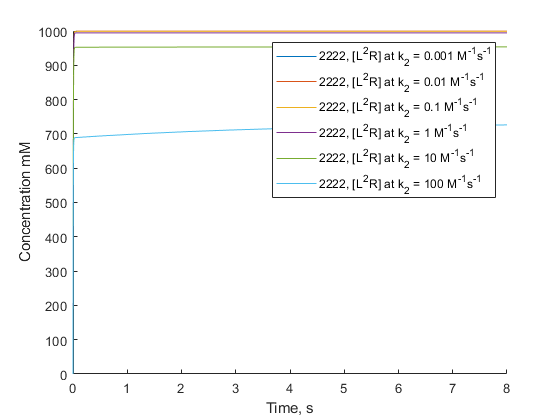 1000
900
800
700
600
500
400
300
200
100
0
Concentration mM
2222, [L²R] at k₂ = 0.001 M⁻¹s⁻¹
2222, [L²R] at k₂ = 0.01 M⁻¹s⁻¹
2222, [L²R] at k₂ = 0.1 M⁻¹s⁻¹
2222, [L²R] at k₂ = 1 M⁻¹s⁻¹
2222, [L²R] at k₂ = 10 M⁻¹s⁻¹
2222, [L²R] at k₂ = 100 M⁻¹s⁻¹
0 1 2 3 4 5 6 7 8
Time, s